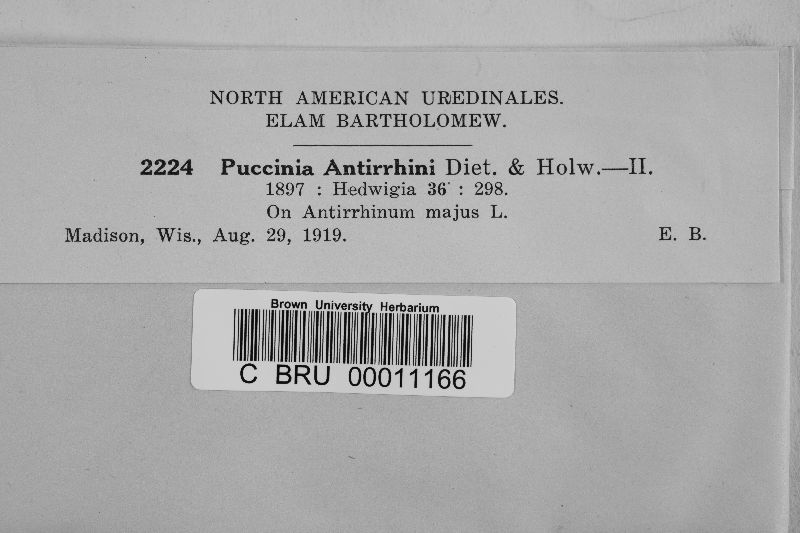 NORTH AMERICAN UREDINALES.
ELAM BARTHOLOMEW.
2224 Puccinia Antirrhini Diet. & Holw.—II.
1897 : Hedwigia 36 : 298.
On Antirrhinum majus L.
Madison, Wis., Aug. 29, 1919. E. B.
Brown University Herbarium
C BRU 00011166